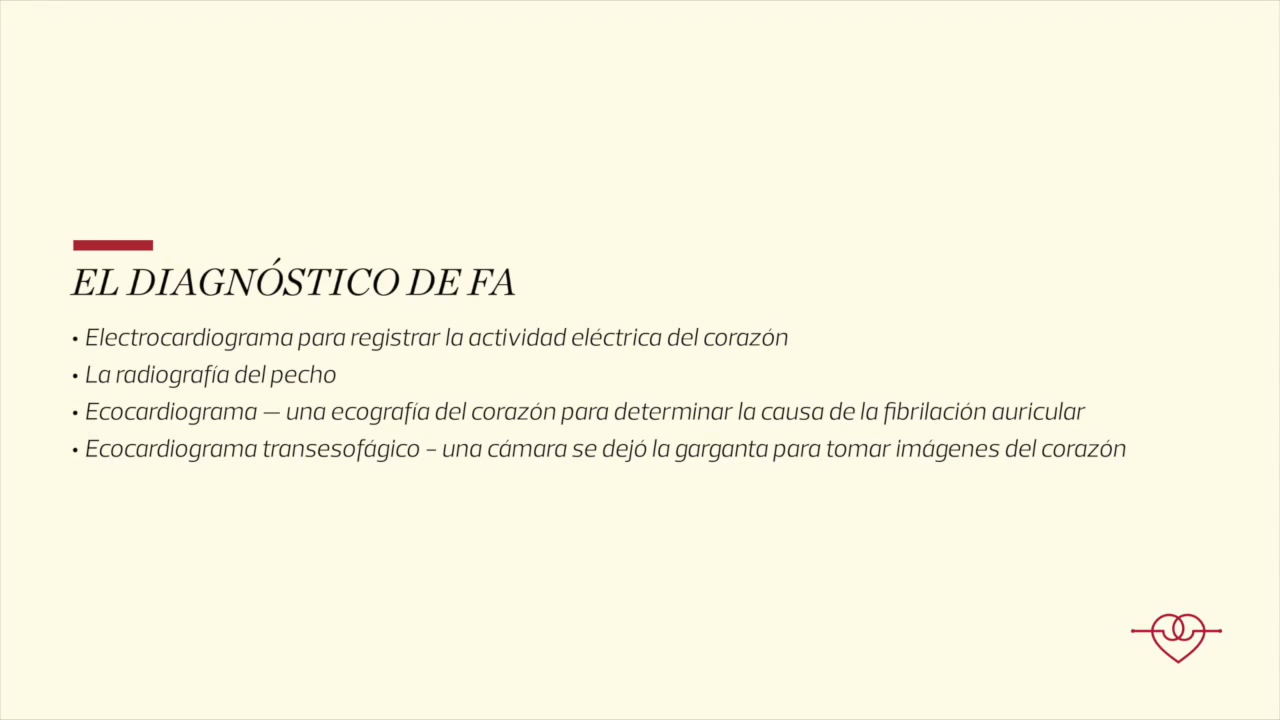 EL DIAGNÓSTICO DE FA
• Electrocardiograma para registrar la actividad eléctrica del corazón
• La radiografía del pecho
• Ecocardiograma — una ecografía del corazón para determinar la causa de la fibrilación auricular
• Ecocardiograma transesofágico – una cámara se dejó la garganta para tomar imágenes del corazón